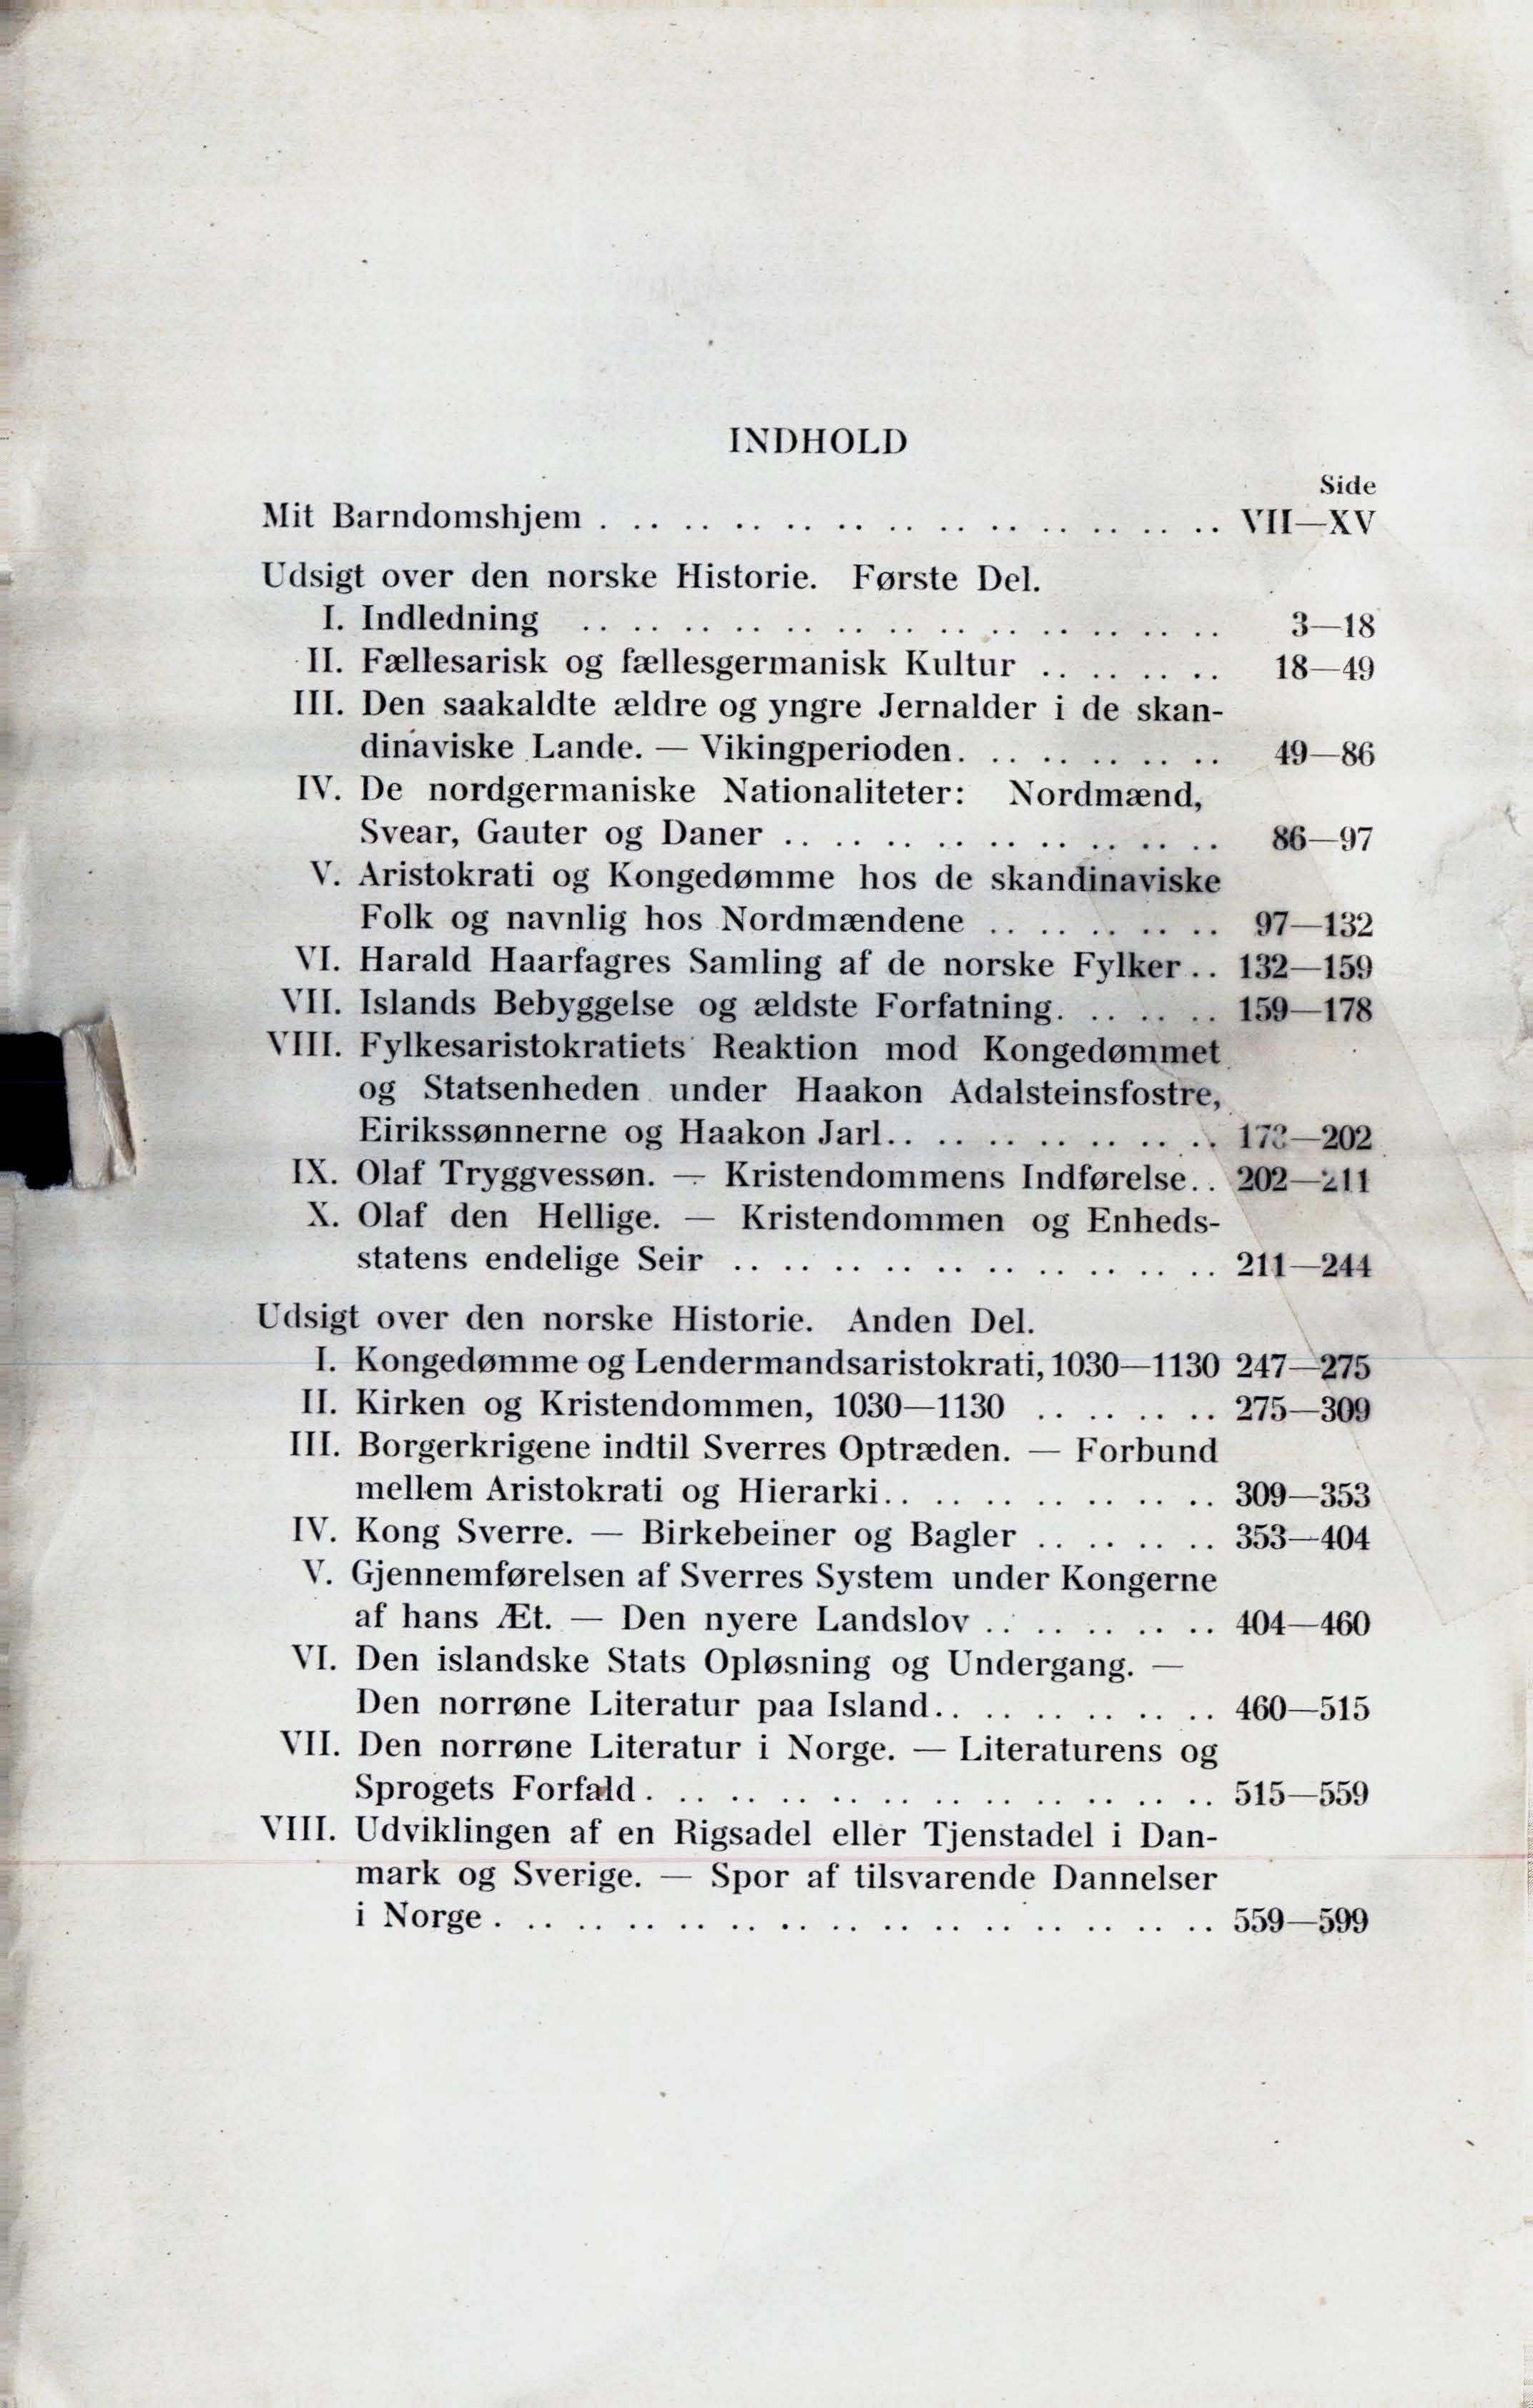 INDHOLD
Side
Mit Barndomshjem . .. .. .. .. .. .. .. .. .. .. .. .. VII—XV
Udsigt over den norske Historie. Første Del.
I. Indledning .. .. .. .. .. .. .. .. .. .. .. .. .. 3—18
II. Fællesarisk og fællesgermanisk Kultur .. .. .. .. 18—49
III. Den saakaldte ældre og yngre Jernalder i de skan-
dinaviske Lande. — Vikingperioden. .. .. .. .. .. 49—86
IV. De nordgermaniske Nationaliteter: Nordmænd,
Svear, Gauter og Daner .. .. .. .. .. .. .. .. .. 86—97
V. Aristokrati og Kongedømme hos de skandinaviske
Folk og navnlig hos Nordmændene .. .. .. .. .. 97—132
VI. Harald Haarfagres Samling af de norske Fylker .. 132—159
VII. Islands Bebyggelse og ældste Forfatning. .. .. .. 159—178
VIII. Fylkesaristokratiets Reaktion mod Kongedømmet
og Statsenheden under Haakon Adalsteinsfostre,
Eirikssønnerne og Haakon Jarl.. .. .. .. .. .. .. —202
IX. Olaf Tryggvessøn. — Kristendommens Indførelse.. 202—211
X. Olaf den Hellige. — Kristendommen og Enheds-
statens endelige Seir .. .. .. .. .. .. .. .. .. .. 211—244
Udsigt over den norske Historie. Anden Del.
I. Kongedømme og Lendermandsaristokrati, 1030—1130 247—275
II. Kirken og Kristendommen, 1030—1130 .. .. .. .. 275—309
III. Borgerkrigene indtil Sverres Optræden. — Forbund
mellem Aristokrati og Hierarki.. .. .. .. .. .. .. 309—353
IV. Kong Sverre. — Birkebeiner og Bagler .. .. .. .. 353—404
V. Gjennemførelsen af Sverres System under Kongerne
af hans Æt. — Den nyere Landslov .. .. .. .. .. 404—460
VI. Den islandske Stats Opløsning og Undergang. —
Den norrøne Literatur paa Island.. .. .. .. .. .. 460—515
VII. Den norrøne Literatur i Norge. — Literaturens og
Sprogets Forfald. .. .. .. .. .. .. .. .. .. .. .. 515—559
VIII. Udviklingen af en Rigsadel eller Tjenstadel i Dan-
mark og Sverige. — Spor af tilsvarende Dannelser
i Norge . .. .. .. .. .. .. .. .. .. .. .. .. .. .. 559—599